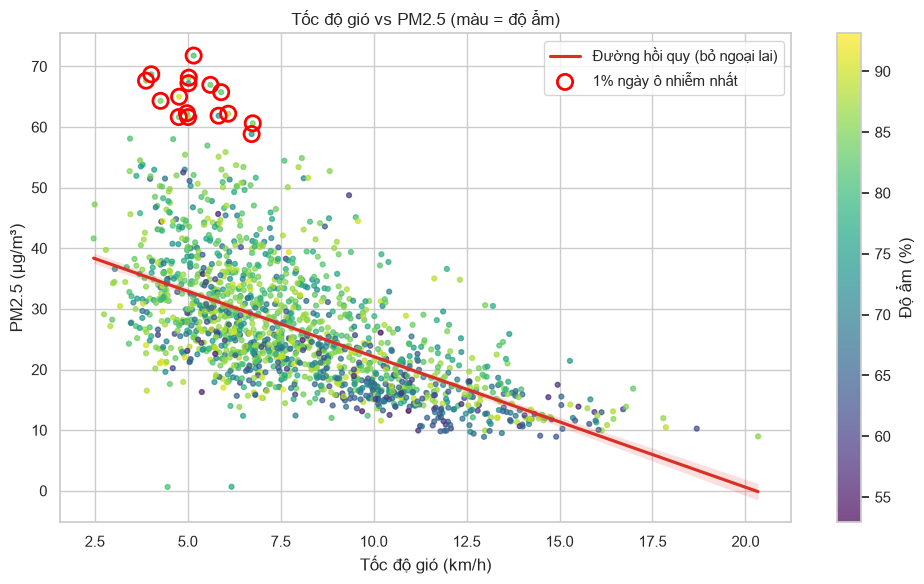 Tốc độ gió vs PM2.5 (màu = độ ẩm)
Đường hồi quy (bỏ ngoại lai)
1% ngày ô nhiễm nhất
PM2.5 (µg/m³)
70
60
50
40
30
20
10
0
2.5 5.0 7.5 10.0 12.5 15.0 17.5 20.0
Tốc độ gió (km/h)
90
85
80
75
70
65
60
55
Độ ẩm (%)